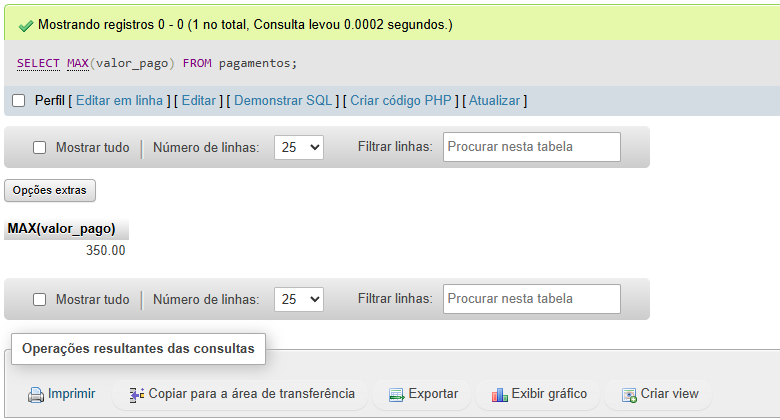 Mostrando registros 0 - 0 (1 no total, Consulta levou 0.0002 segundos.)
SELECT MAX(valor_pago) FROM pagamentos;
Perfil [ Editar em linha ] [ Editar ] [ Demonstrar SQL ] [ Criar código PHP ] [ Atualizar ]
Mostrar tudo | Número de linhas: 25 Filtrar linhas: Procurar nesta tabela
Opções extras
MAX(valor_pago)
350.00
Mostrar tudo | Número de linhas: 25 Filtrar linhas: Procurar nesta tabela
Operações resultantes das consultas
Imprimir Copiar para a área de transferência Exportar Exibir gráfico Criar view